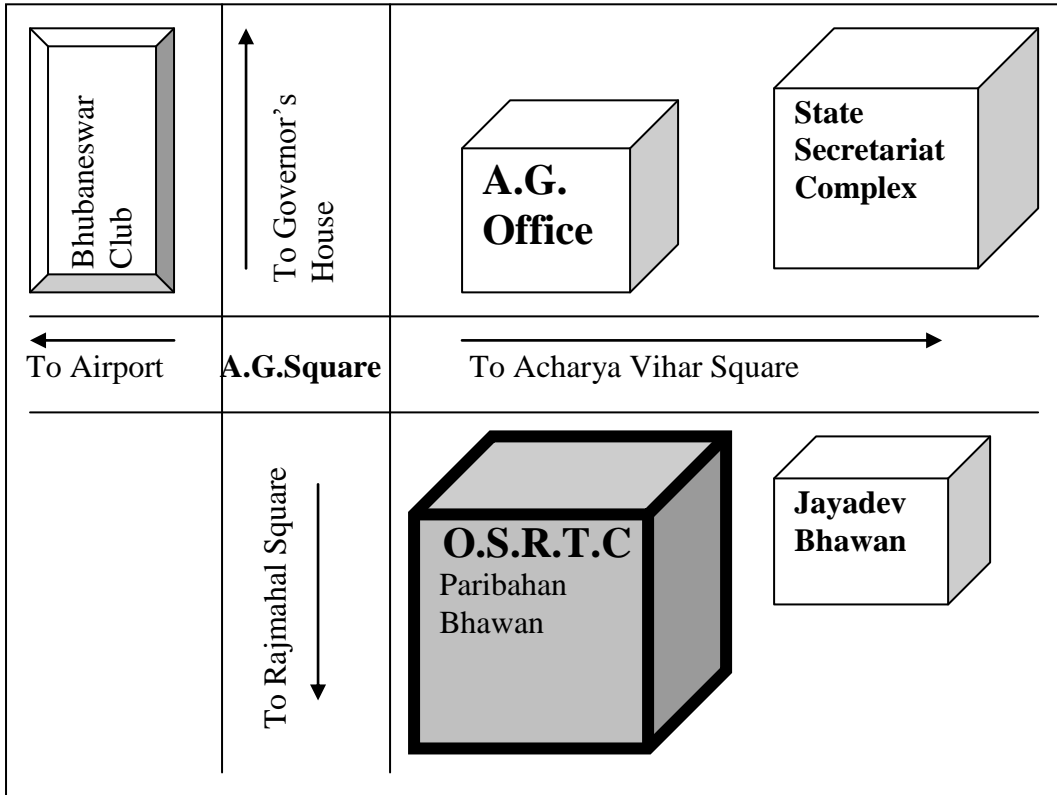 Bhubaneswar
Club
To Governor's
House
A.G.
Office
State
Secretariat
Complex
To Airport
A.G.Square
To Acharya Vihar Square
To Rajmahal Square
O.S.R.T.C
Paribahan
Bhawan
Jayadev
Bhawan